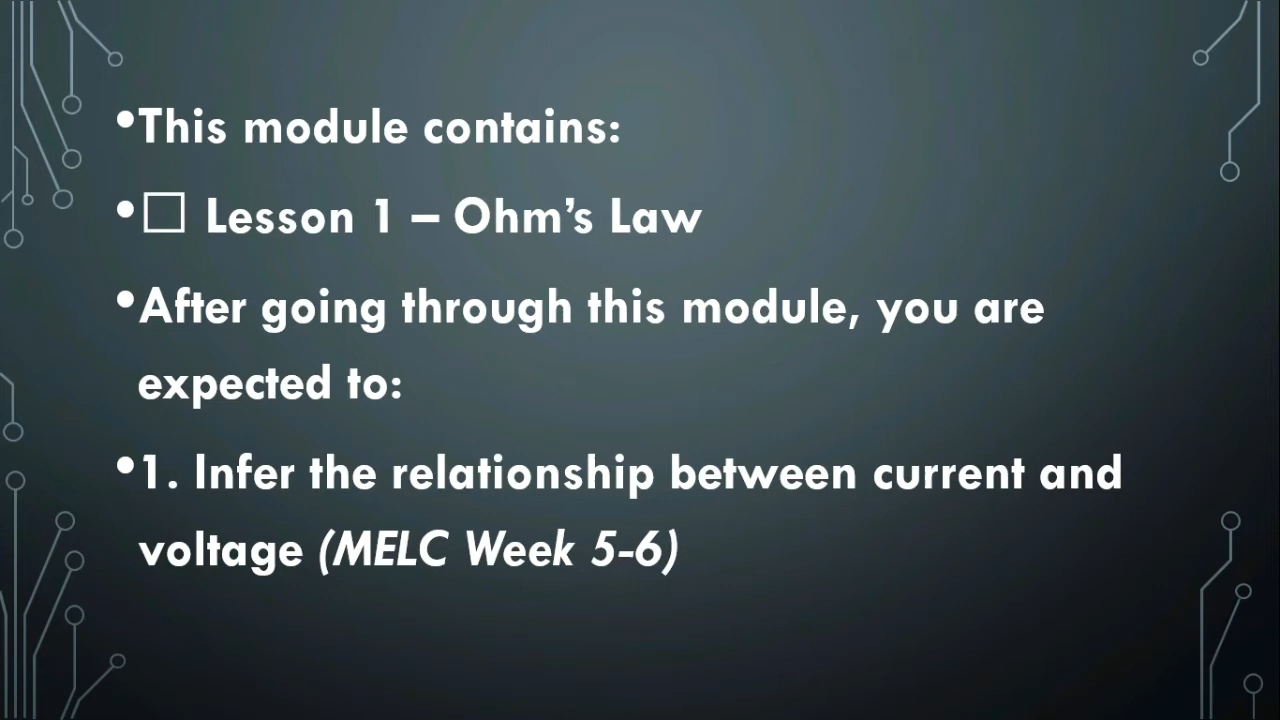 •This module contains:
•☐ Lesson 1 – Ohm’s Law
•After going through this module, you are
expected to:
•1. Infer the relationship between current and
voltage (MELC Week 5-6)